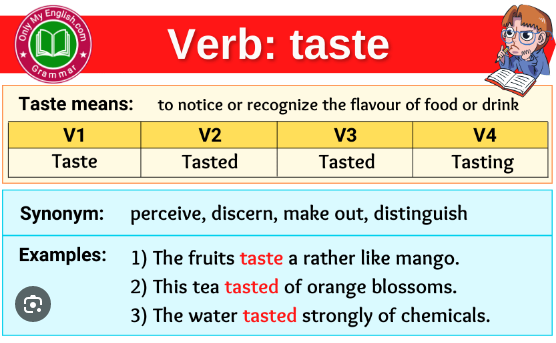 Only My English.com
Grammar
Verb: taste
Taste means: to notice or recognize the flavour of food or drink
V1 V2 V3 V4
Taste Tasted Tasted Tasting
Synonym: perceive, discern, make out, distinguish
Examples: 1) The fruits taste a rather like mango.
2) This tea tasted of orange blossoms.
3) The water tasted strongly of chemicals.